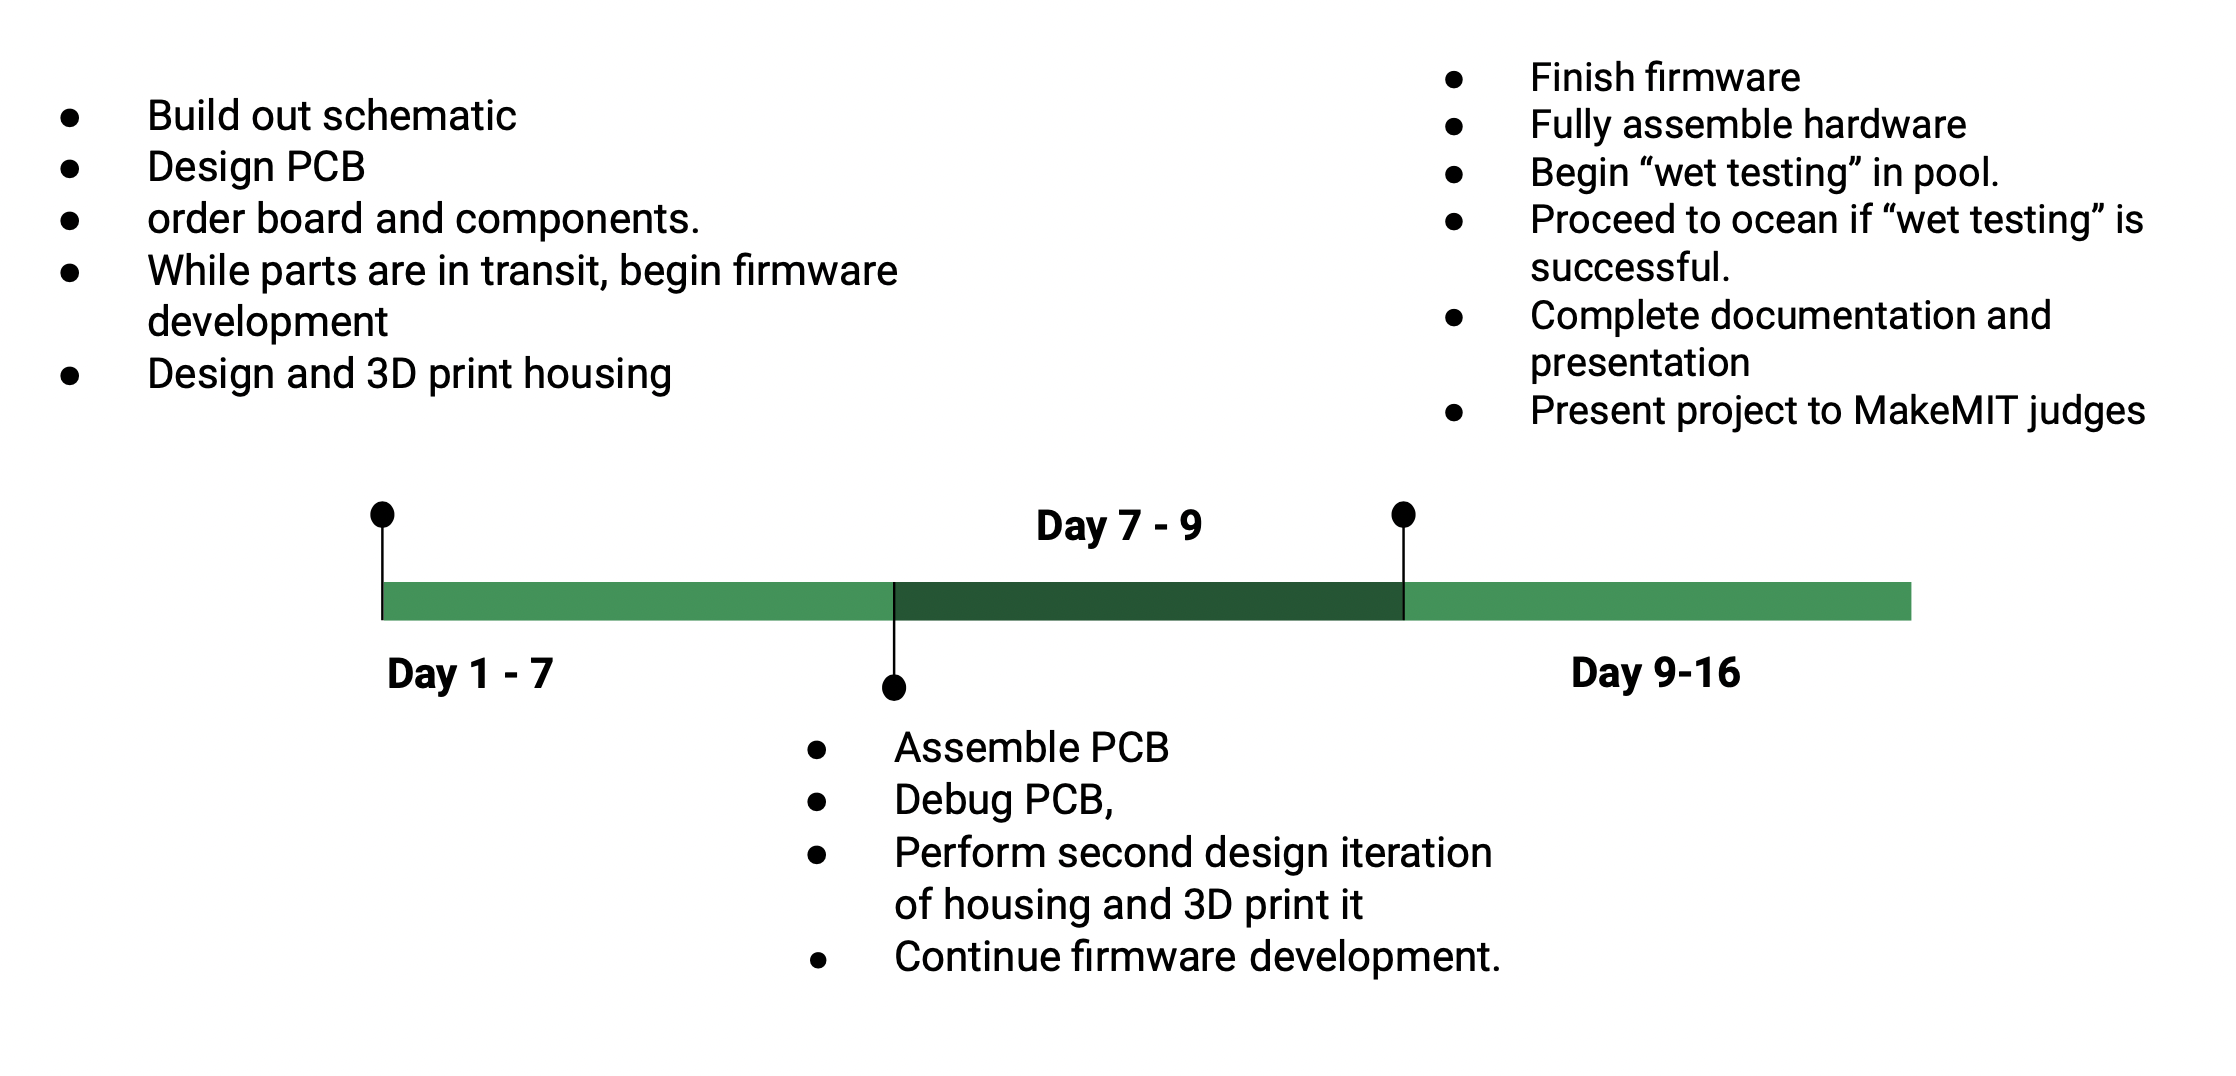 ● Build out schematic
● Design PCB
● order board and components.
● While parts are in transit, begin firmware
development
● Design and 3D print housing
● Finish firmware
● Fully assemble hardware
● Begin “wet testing” in pool.
● Proceed to ocean if “wet testing” is
successful.
● Complete documentation and
presentation
● Present project to MakeMIT judges
Day 7 - 9
Day 1 - 7
Day 9-16
● Assemble PCB
● Debug PCB,
● Perform second design iteration
of housing and 3D print it
● Continue firmware development.